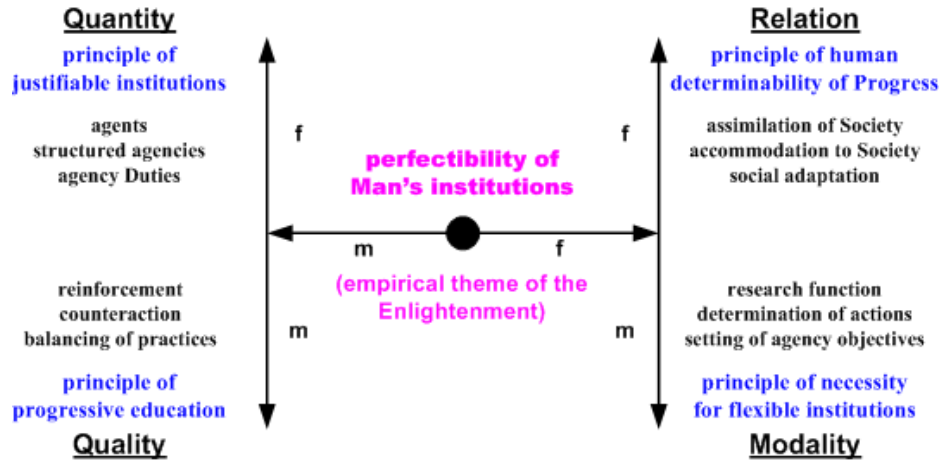 Quantity
principle of
justifiable institutions
agents
structured agencies
agency Duties
f
m
reinforcement
counteraction
balancing of practices
principle of
progressive education
Quality
perfectibility of
Man's institutions
m
f
(empirical theme of the
Enlightenment)
Relation
principle of human
determinability of Progress
f
assimilation of Society
accommodation to Society
social adaptation
m
research function
determination of actions
setting of agency objectives
principle of necessity
for flexible institutions
Modality